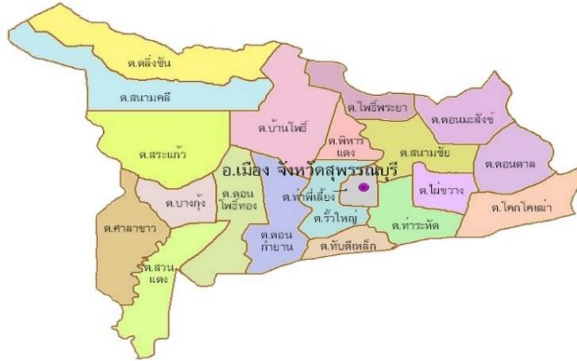 ต.ตลิ่งชัน
ต.สนามคลี
ต.โพธิ์พระยา
ต.ดอนมะสังข์
ต.บ้านโพธิ์
ต.พิหาร
แดง
ต.สนามชัย
ต.สระแก้ว
ต.ดอนตาล
อ.เมือง จังหวัดสุพรรณบุรี
ต.บางกุ้ง
ต.ดอน
โพธิ์ทอง
ต.ท่าพี่เลี้ยง
ต.ไผ่ขวาง
ต.โคกโคเฒ่า
ต.รั้วใหญ่
ต.ท่าระหัด
ต.ศาลาขาว
ต.ดอน
กำยาน
ต.ทับตีเหล็ก
ต.สวน
แตง